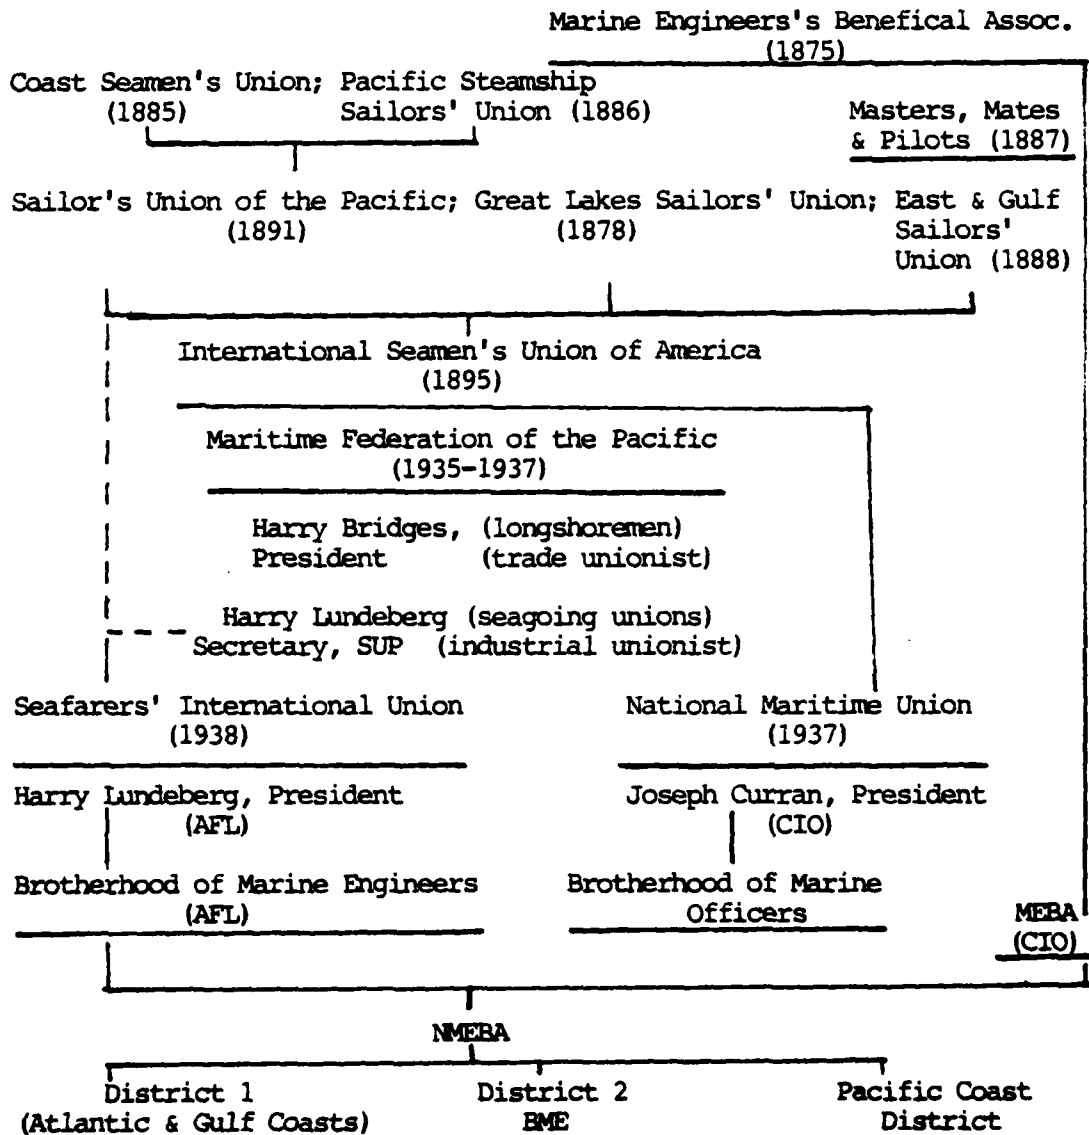 Marine Engineers's Benefical Assoc.
(1875)
Coast Seamen's Union; Pacific Steamship
(1885) Sailors' Union (1886)
Masters, Mates
& Pilots (1887)
Sailor's Union of the Pacific; Great Lakes Sailors' Union; East & Gulf
(1891) (1878) Sailors'
Union (1888)
International Seamen's Union of America
(1895)
Maritime Federation of the Pacific
(1935-1937)
Harry Bridges, (longshoremen)
President (trade unionist)
Harry Lundeberg (seagoing unions)
Secretary, SUP (industrial unionist)
Seafarers' International Union
(1938)
National Maritime Union
(1937)
Harry Lundeberg, President
(AFL)
Joseph Curran, President
(CIO)
Brotherhood of Marine Engineers
(AFL)
Brotherhood of Marine
Officers
MEBA
(CIO)
NMEBA
District 1
(Atlantic & Gulf Coasts)
District 2
BME
Pacific Coast
District